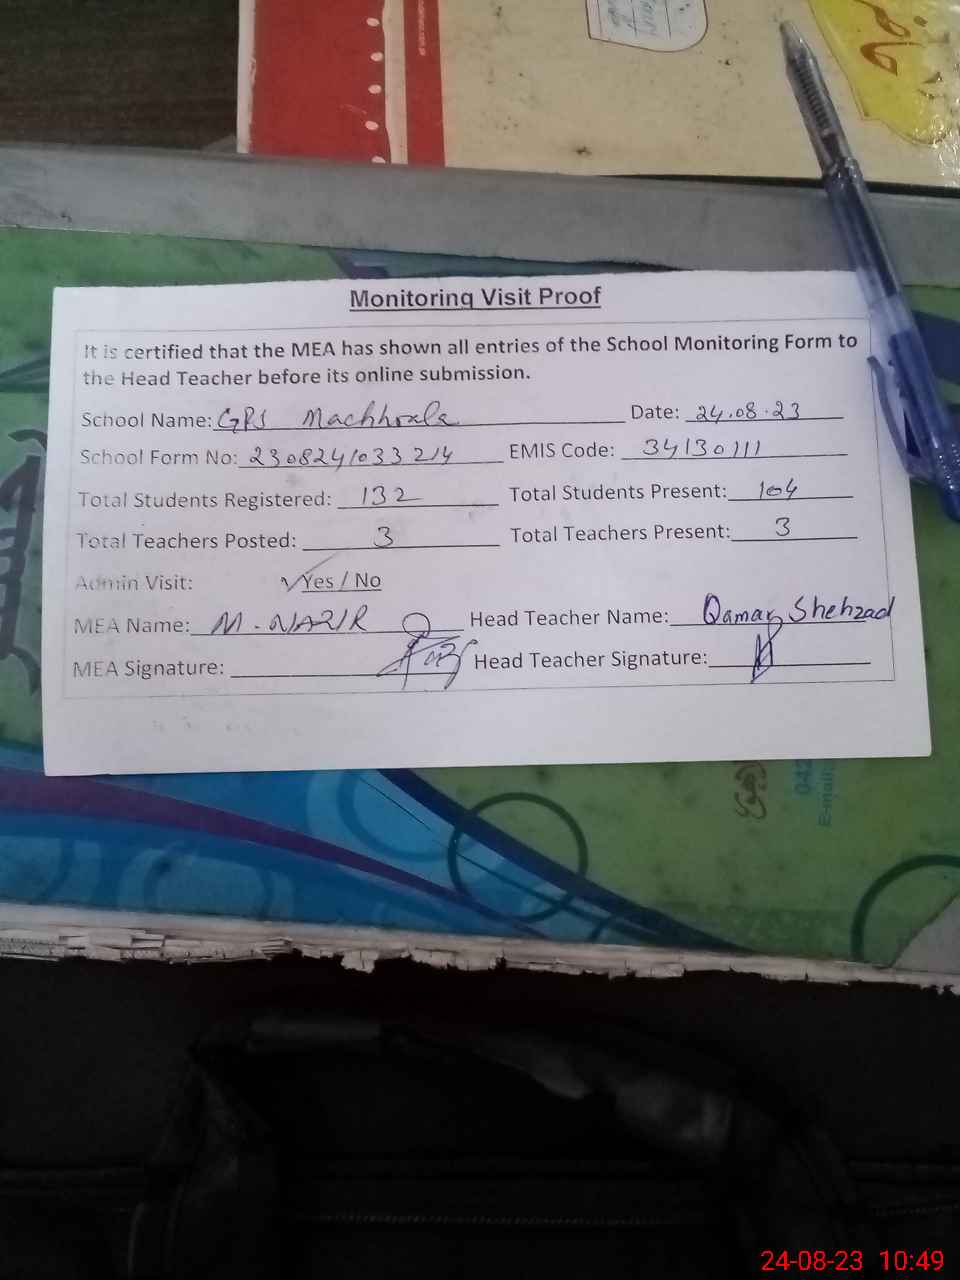 Monitoring Visit Proof
It is certified that the MEA has shown all entries of the School Monitoring Form to
the Head Teacher before its online submission.
School Name: GPS Machhrala Date: 24.08.23
School Form No: 2308241033214 EMIS Code: 34130111
Total Students Registered: 132 Total Students Present: 104
Total Teachers Posted: 3 Total Teachers Present: 3
Admin Visit: Yes / No
MEA Name: M. NAZIR Head Teacher Name: Qamar Shehzad
MEA Signature: Head Teacher Signature:
042
E-mail:
24-08-23 10:49